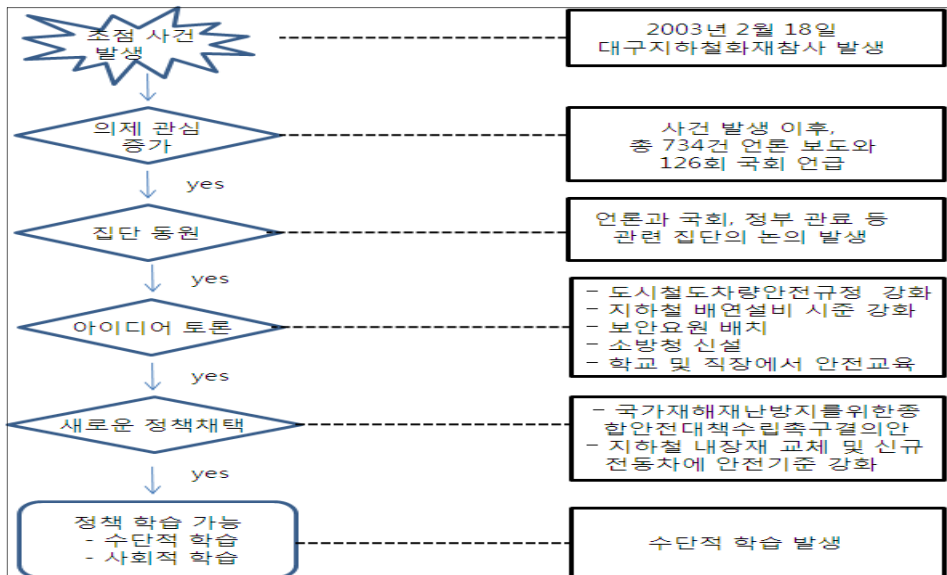 초점 사건
발생
2003년 2월 18일
대구지하철화재참사 발생
의제 관심
증가
사건 발생 이후,
총 734건 언론 보도와
126회 국회 언급
yes
집단 동원
언론과 국회, 정부 관료 등
관련 집단의 논의 발생
yes
아이디어 토론
- 도시철도차량안전규정 강화
- 지하철 배연설비 시준 강화
- 보안요원 배치
- 소방청 신설
- 학교 및 직장에서 안전교육
yes
새로운 정책채택
- 국가재해재난방지를위한종
합안전대책수립촉구결의안
- 지하철 내장재 교체 및 신규
전동차에 안전기준 강화
yes
정책 학습 가능
- 수단적 학습
- 사회적 학습
수단적 학습 발생